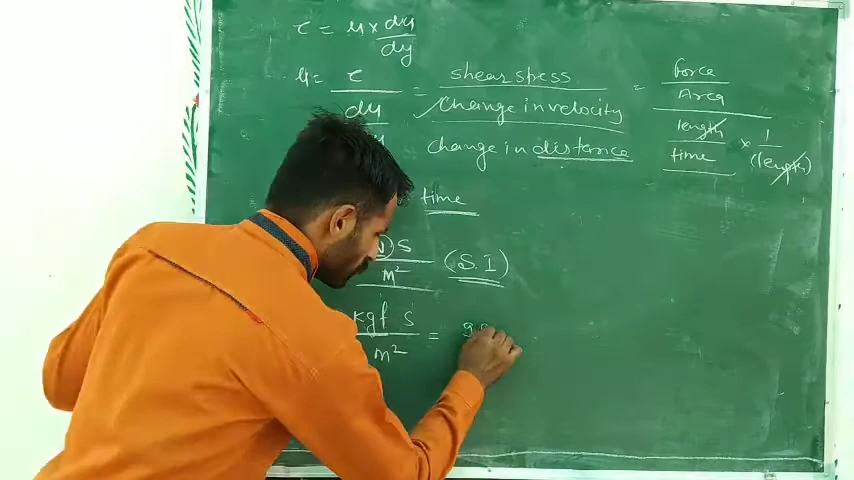 τ = μ × du/dy
μ = τ/(du/dy) = shear stress/(change in velocity/change in distance) = (Force/Area)/(length/time × 1/(length))
time
N s/m² (S.I)
kgf s/m² = 9.8